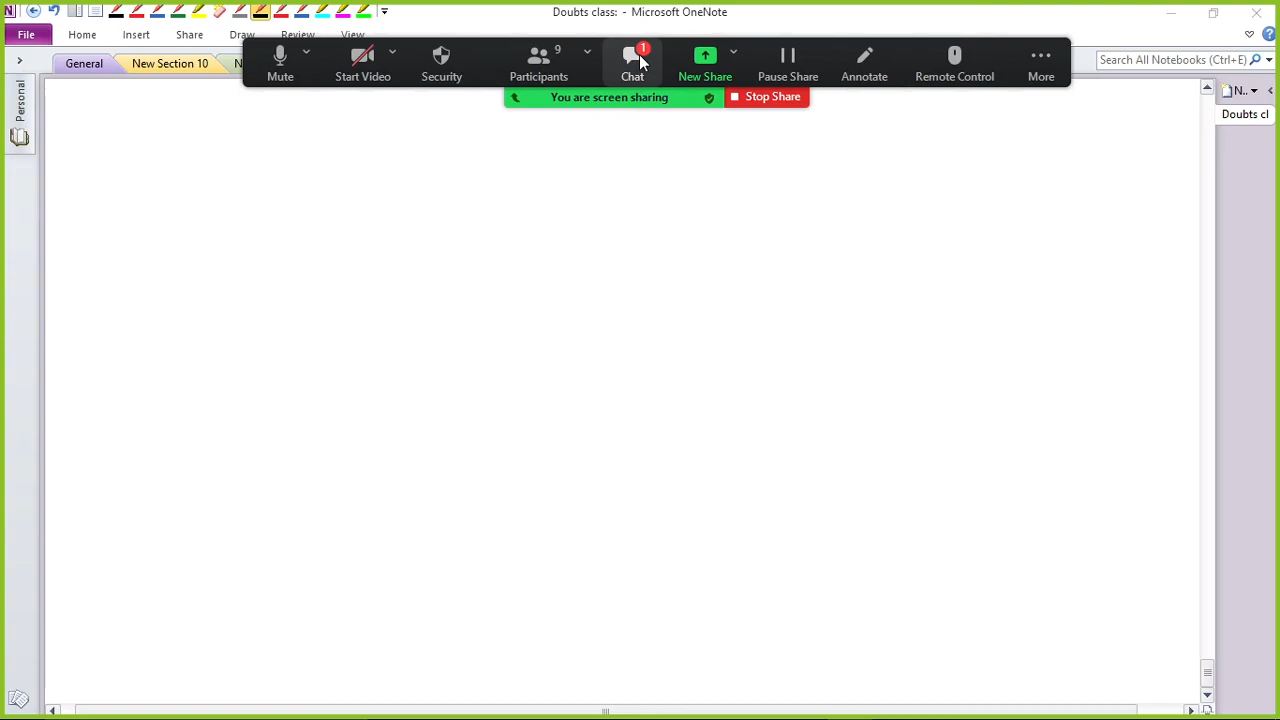 Doubts class: - Microsoft OneNote
File Home Insert Share Draw Review View
General New Section 10 N
Search All Notebooks (Ctrl+E)
Mute Start Video Security Participants 9 Chat 1 New Share Pause Share Annotate Remote Control More
You are screen sharing Stop Share
Personal
N..
Doubts cl